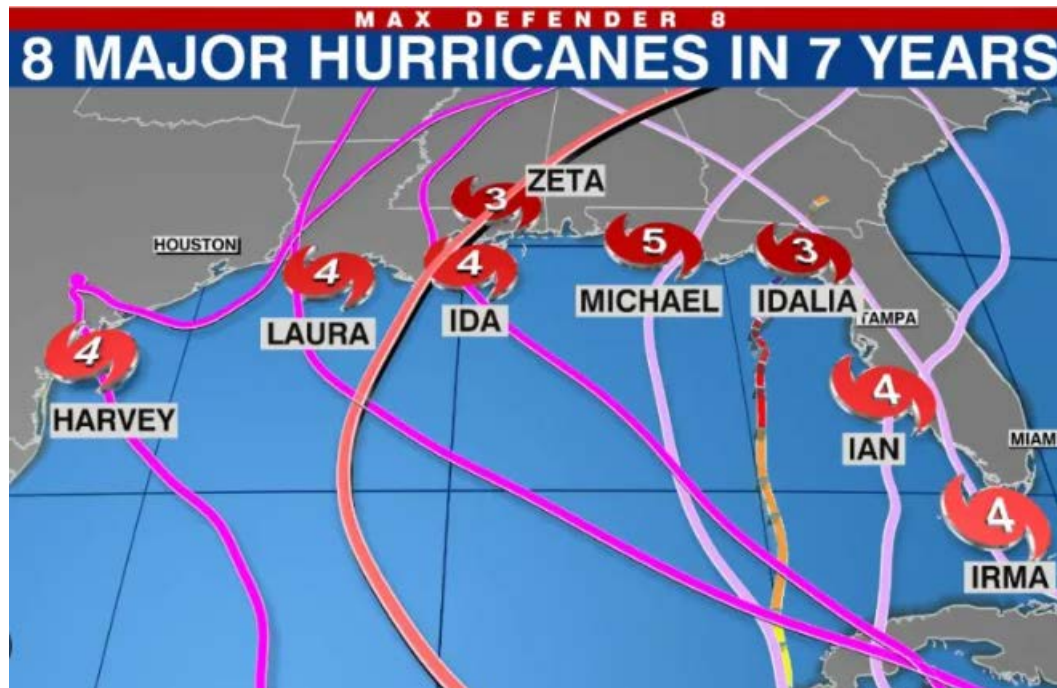 MAX DEFENDER 8
8 MAJOR HURRICANES IN 7 YEARS
ZETA
3
HOUSTON
5
3
4
4
MICHAEL
IDALIA
LAURA
IDA
TAMPA
4
HARVEY
4
IAN
MIAM
4
IRMA